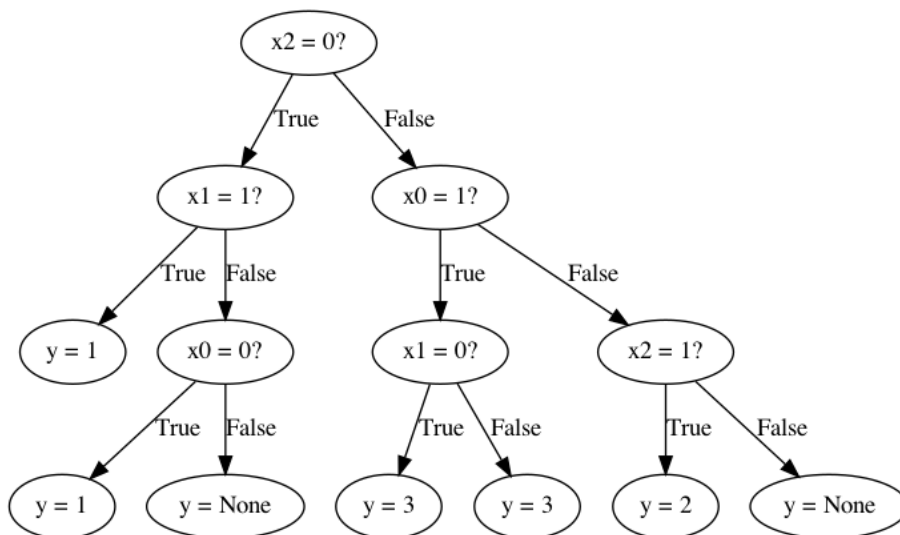 x2 = 0?
True
False
x1 = 1?
x0 = 1?
True
False
True
False
y = 1
x0 = 0?
x1 = 0?
x2 = 1?
True
False
True
False
True
False
y = 1
y = None
y = 3
y = 3
y = 2
y = None